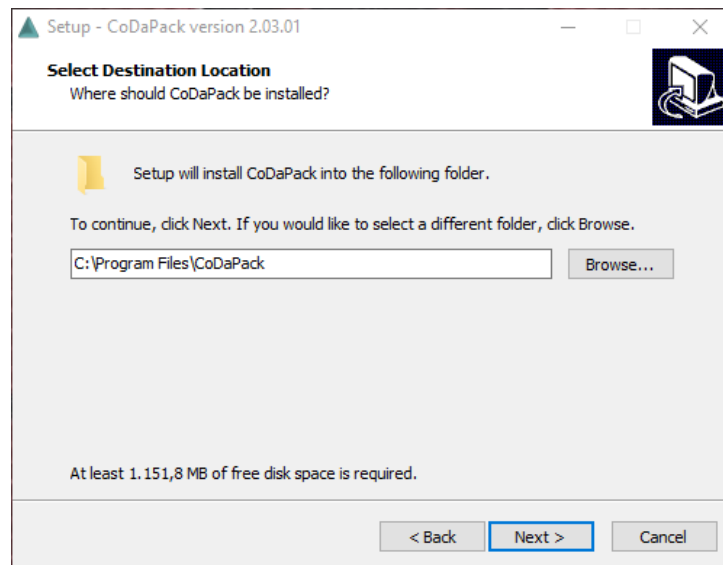 Setup - CoDaPack version 2.03.01
Select Destination Location
Where should CoDaPack be installed?
Setup will install CoDaPack into the following folder.
To continue, click Next. If you would like to select a different folder, click Browse.
C:\Program Files\CoDaPack
Browse...
At least 1.151,8 MB of free disk space is required.
< Back
Next >
Cancel